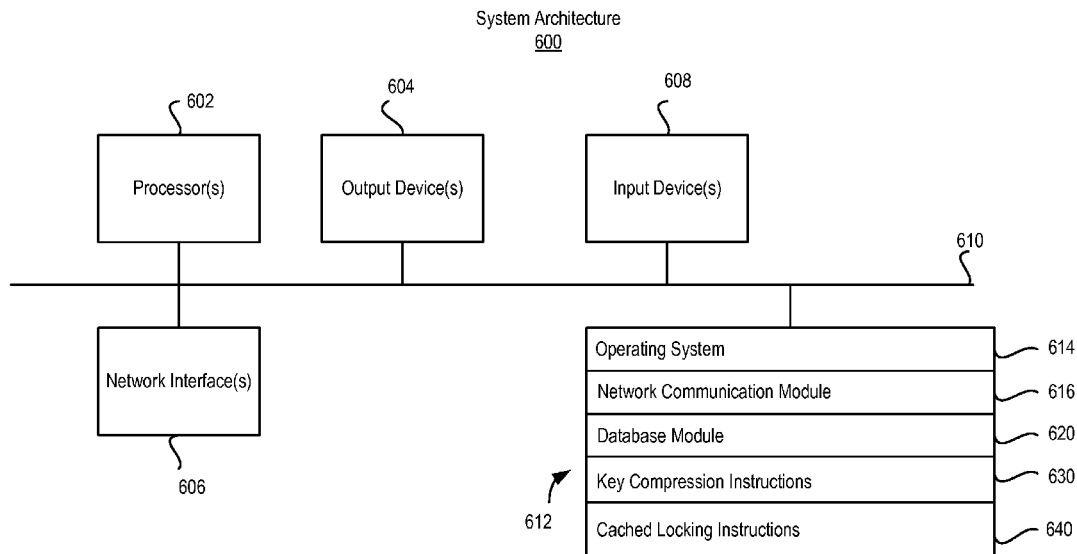 System Architecture
600
602
604
608
Processor(s)
Output Device(s)
Input Device(s)
610
Network Interface(s)
606
Operating System
614
Network Communication Module
616
Database Module
620
Key Compression Instructions
630
612
Cached Locking Instructions
640